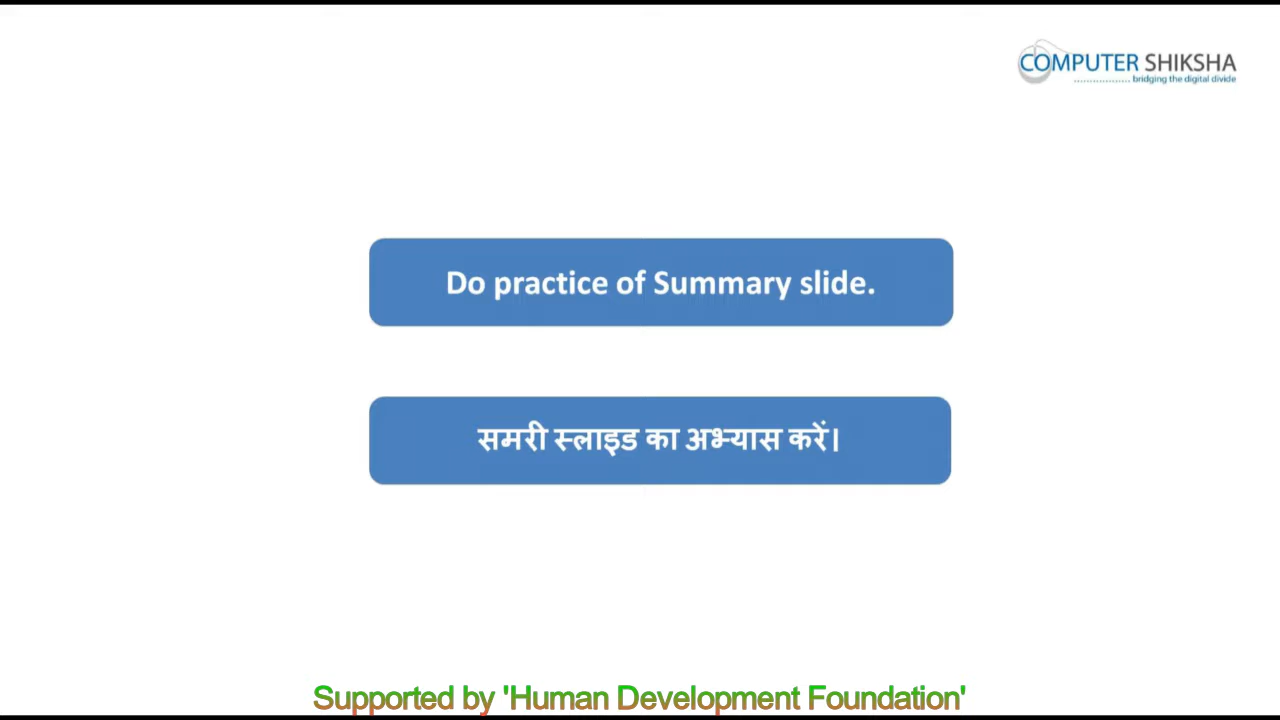 COMPUTER SHIKSHA
bridging the digital divide
Do practice of Summary slide.
समरी स्लाइड का अभ्यास करें।
Supported by 'Human Development Foundation'